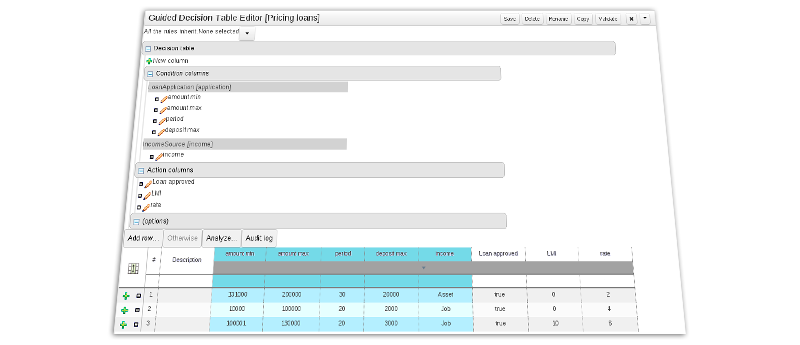 Guided Decision Table Editor [Pricing loans]
Save Delete Rename Copy Validate
All the rules inherit: None selected
Decision table
New column
Condition columns
loanApplication [application]
amount min
amount max
period
deposit max
incomeSource [income]
income
Action columns
Loan approved
LMI
rate
(options)
Add row... Otherwise Analyze... Audit log
# Description amount min amount max period deposit max income Loan approved LMI rate
1 131000 200000 30 20000 Asset true 0 2
2 10000 100000 20 2000 Job true 0 4
3 100001 130000 20 3000 Job true 10 6